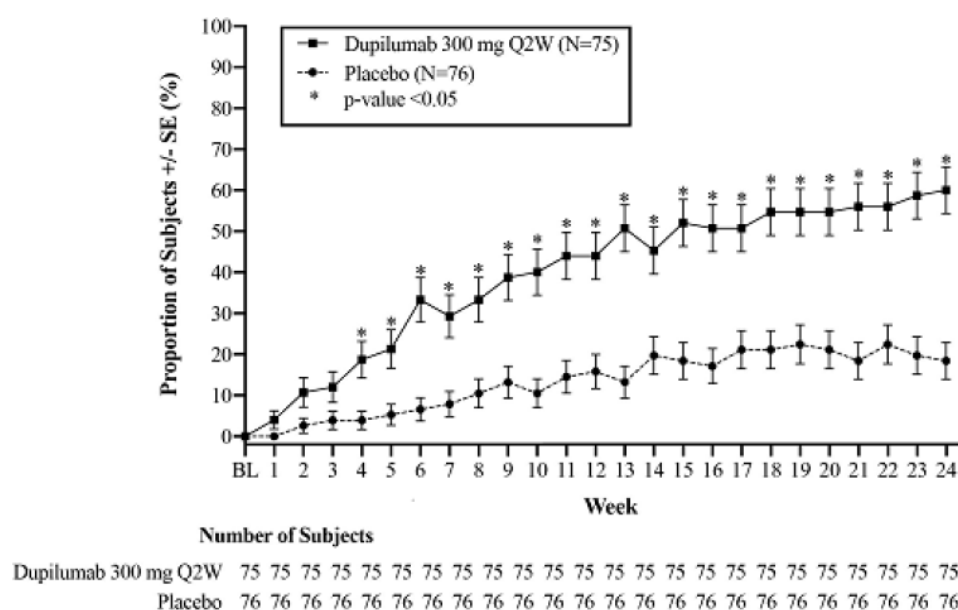 100
90
80
70
60
50
40
30
20
10
0
Proportion of Subjects +/- SE (%)
Dupilumab 300 mg Q2W (N=75)
Placebo (N=76)
* p-value <0.05
* * * * * * * * * * * * * * * * * * * * *
BL 1 2 3 4 5 6 7 8 9 10 11 12 13 14 15 16 17 18 19 20 21 22 23 24
Week
Number of Subjects
Dupilumab 300 mg Q2W 75 75 75 75 75 75 75 75 75 75 75 75 75 75 75 75 75 75 75 75 75 75 75 75 75
Placebo 76 76 76 76 76 76 76 76 76 76 76 76 76 76 76 76 76 76 76 76 76 76 76 76 76